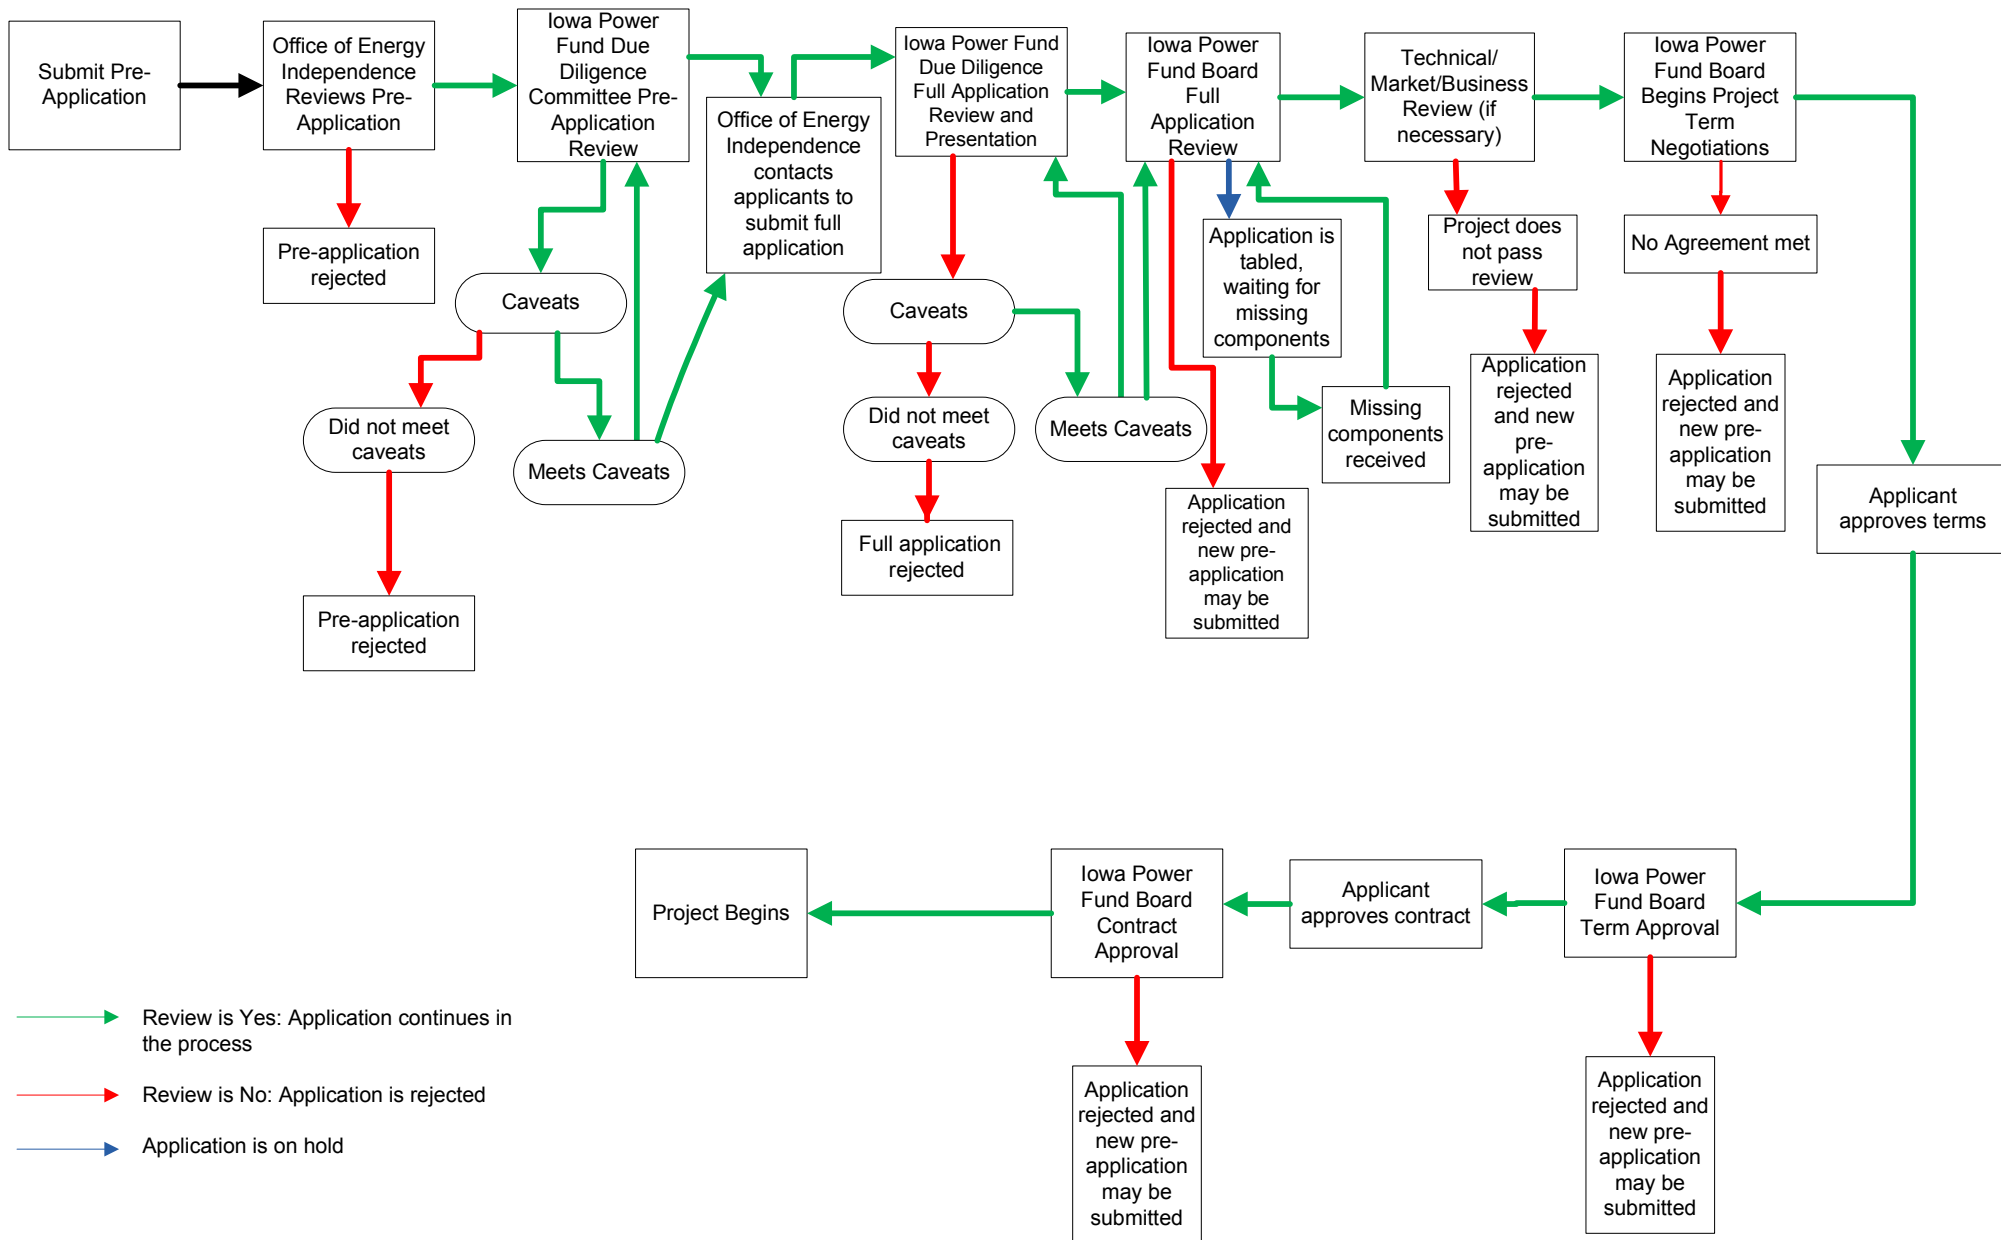 Submit Pre-
Application
Office of Energy
Independence
Reviews Pre-
Application
Iowa Power
Fund Due
Diligence
Committee Pre-
Application
Review
Office of Energy
Independence
contacts
applicants to
submit full
application
Iowa Power Fund
Due Diligence
Full Application
Review and
Presentation
Iowa Power
Fund Board
Full
Application
Review
Technical/
Market/Business
Review (if
necessary)
Iowa Power
Fund Board
Begins Project
Term
Negotiations
Pre-application
rejected
Caveats
Did not meet
caveats
Meets Caveats
Pre-application
rejected
Caveats
Did not meet
caveats
Meets Caveats
Full application
rejected
Application is
tabled,
waiting for
missing
components
Missing
components
received
Application
rejected and
new pre-
application
may be
submitted
Project does
not pass
review
Application
rejected
and new
pre-
application
may be
submitted
No Agreement met
Application
rejected and
new pre-
application
may be
submitted
Applicant
approves terms
Project Begins
Iowa Power
Fund Board
Contract
Approval
Applicant
approves contract
Iowa Power
Fund Board
Term Approval
Application
rejected and
new pre-
application
may be
submitted
Application
rejected and
new pre-
application
may be
submitted
Review is Yes: Application continues in
the process
Review is No: Application is rejected
Application is on hold